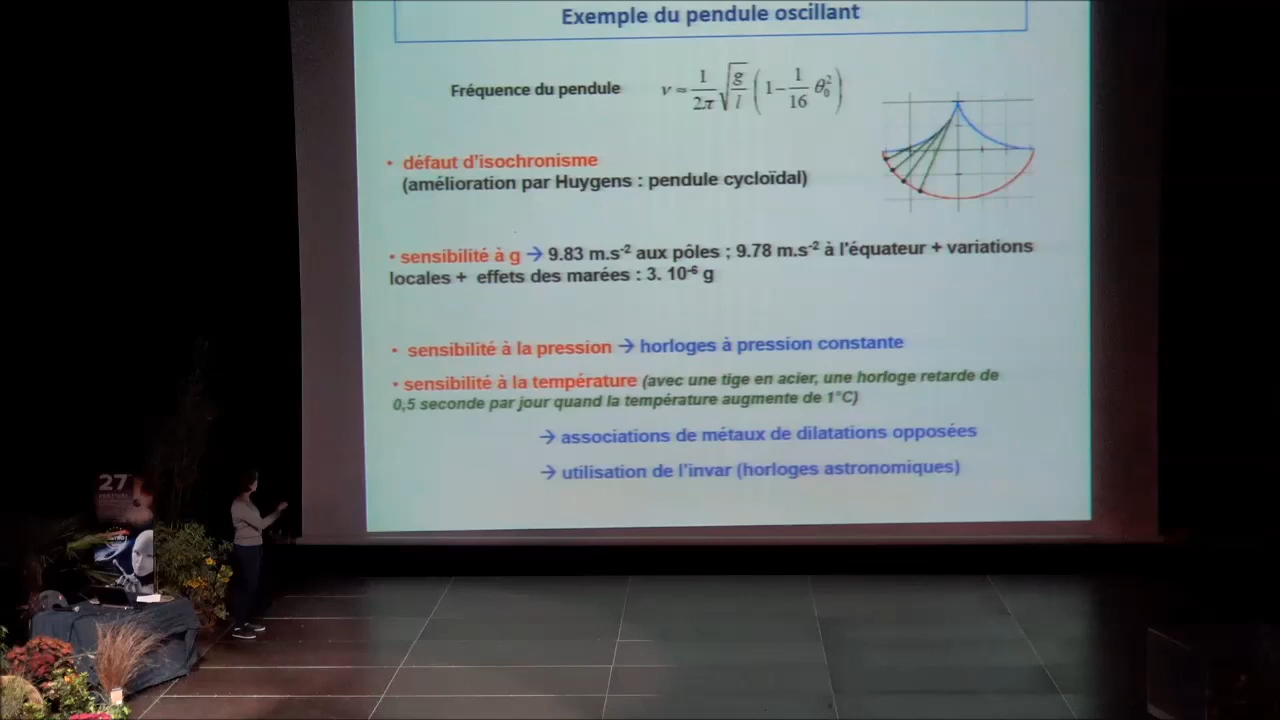 Exemple du pendule oscillant
Fréquence du pendule ν ≈ 1/2π √g/l (1 − 1/16 θ₀²)
• défaut d'isochronisme
(amélioration par Huygens : pendule cycloïdal)
• sensibilité à g → 9.83 m.s⁻² aux pôles ; 9.78 m.s⁻² à l'équateur + variations
locales + effets des marées : 3. 10⁻⁶ g
• sensibilité à la pression → horloges à pression constante
• sensibilité à la température (avec une tige en acier, une horloge retarde de
0,5 seconde par jour quand la température augmente de 1°C)
→ associations de métaux de dilatations opposées
→ utilisation de l'invar (horloges astronomiques)
27
FESTIVAL